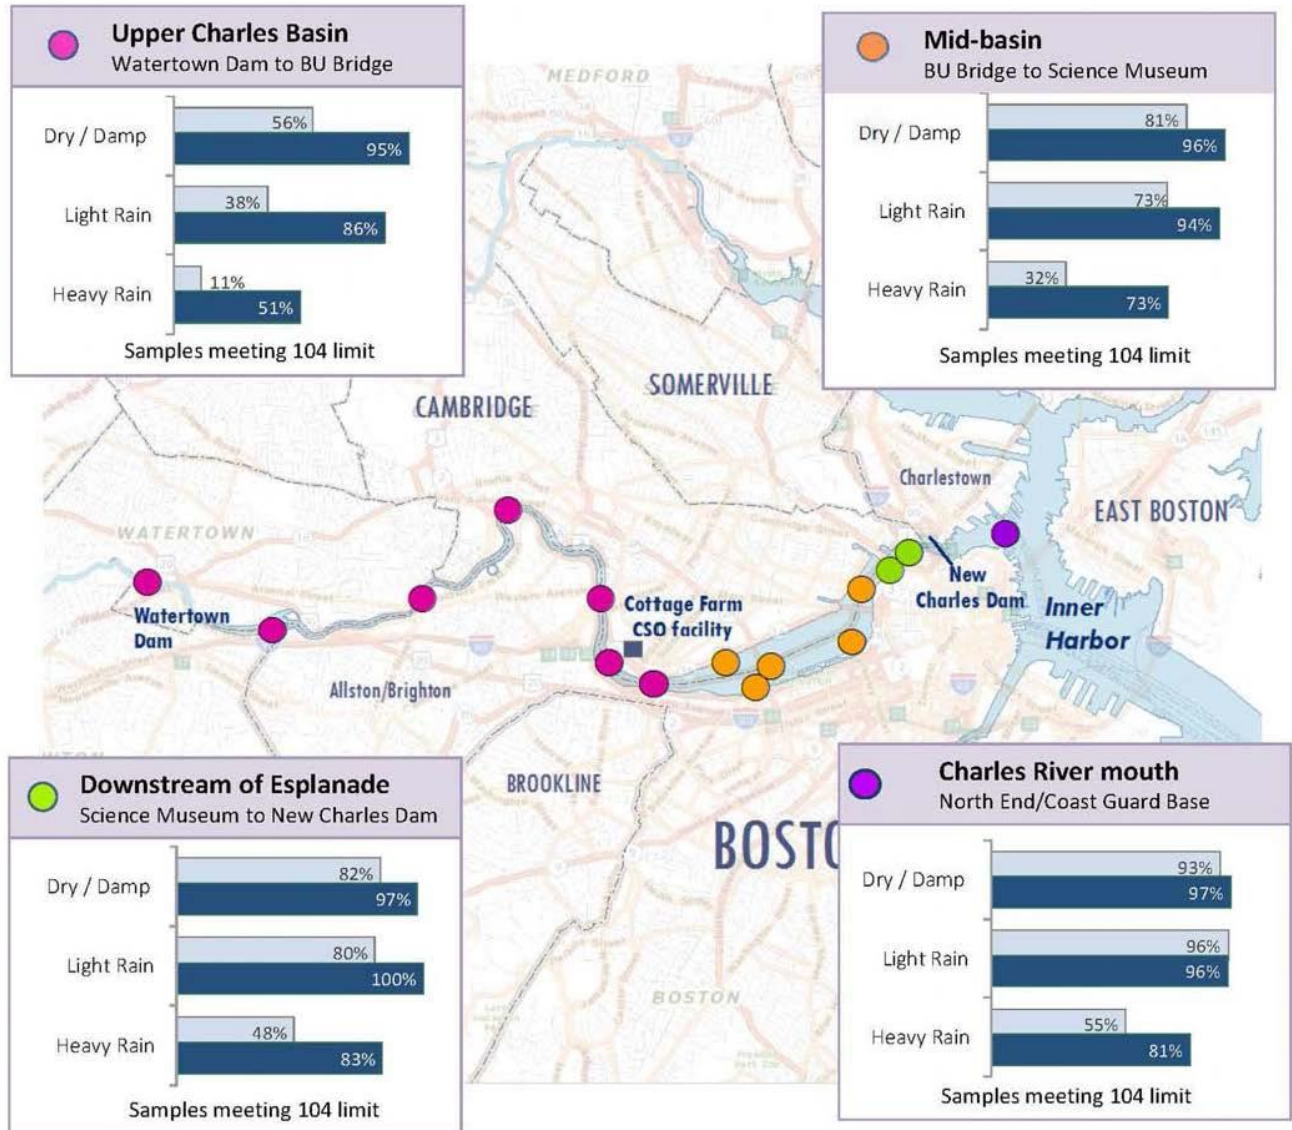 Upper Charles Basin
Watertown Dam to BU Bridge
Dry / Damp
56%
95%
Light Rain
38%
86%
Heavy Rain
11%
51%
Samples meeting 104 limit
Mid-basin
BU Bridge to Science Museum
Dry / Damp
81%
96%
Light Rain
73%
94%
Heavy Rain
32%
73%
Samples meeting 104 limit
MEDFORD
SOMERVILLE
CAMBRIDGE
Charlestown
EAST BOSTON
WATERTOWN
Watertown
Dam
Cottage Farm
CSO facility
New
Charles Dam
Inner
Harbor
Allston/Brighton
BROOKLINE
BOSTO
BOSTON
Downstream of Esplanade
Science Museum to New Charles Dam
Dry / Damp
82%
97%
Light Rain
80%
100%
Heavy Rain
48%
83%
Samples meeting 104 limit
Charles River mouth
North End/Coast Guard Base
Dry / Damp
93%
97%
Light Rain
96%
96%
Heavy Rain
55%
81%
Samples meeting 104 limit